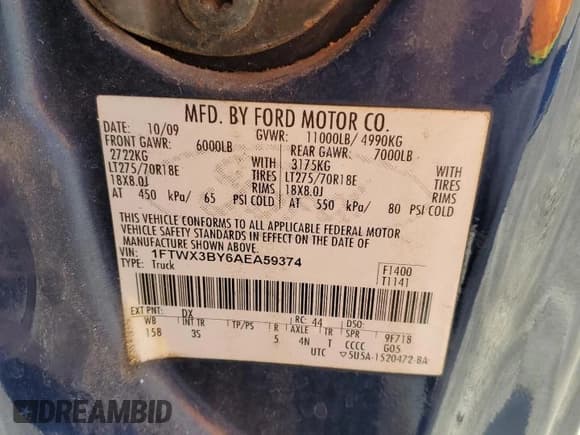 MFD. BY FORD MOTOR CO.
DATE: 10/09 GVWR: 11000LB/ 4990KG
FRONT GAWR: 6000LB REAR GAWR: 7000LB
2722KG WITH 3175KG WITH
LT275/70R18E TIRES LT275/70R18E TIRES
18X8.0J RIMS 18X8.0J RIMS
AT 450 kPa/ 65 PSI COLD AT 550 kPa/ 80 PSI COLD
THIS VEHICLE CONFORMS TO ALL APPLICABLE FEDERAL MOTOR
VEHICLE SAFETY STANDARDS IN EFFECT ON THE DATE OF
MANUFACTURE SHOWN ABOVE.
VIN: 1FTWX3BY6AEA59374
TYPE: Truck
F1400
T1141
EXT PNT: DX RC: 44 DSO:
WB INT TR TP/PS R AXLE TR SPR 9F718
158 3S 5 4N T CCCC G05
UTC ▽5U5A-1520472-BA
DREAMBID